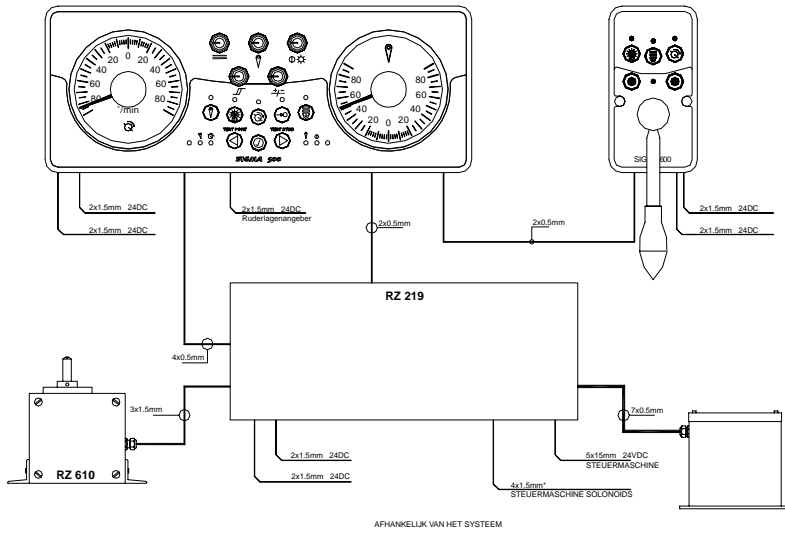 20 0 20
40 40
60 60
80 80
/min
TEST PORT TEST STBD
SIGMA 500
80 80
60 60
40 40
20 0 20
2x1.5mm 24DC
2x1.5mm 24DC
2x1.5mm 24DC
Ruderlagenangeber
2x0.5mm
2x0.5mm
2x1.5mm 24DC
2x1.5mm 24DC
RZ 219
4x0.5mm
3x1.5mm
7x0.5mm
RZ 610
2x1.5mm 24DC
2x1.5mm 24DC
5x15mm 24VDC
STEUERMASCHINE
4x1.5mm*
STEUERMASCHINE SOLONOIDS
AFHANKELIJK VAN HET SYSTEEM